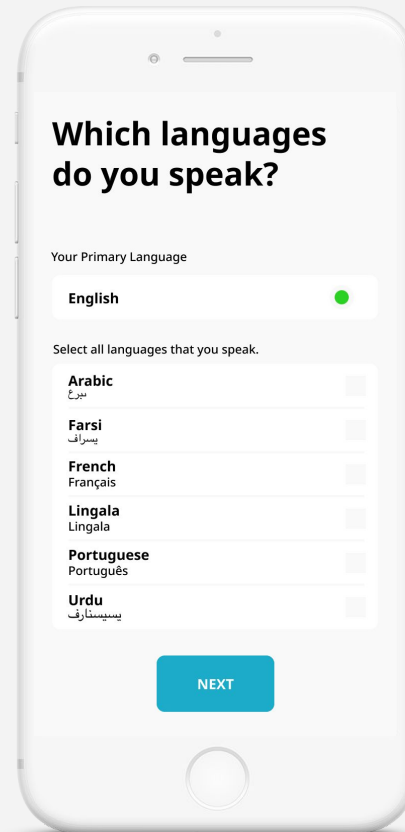 Which languages
do you speak?
Your Primary Language
English
Select all languages that you speak.
Arabic
ىبرع
Farsi
یسراف
French
Français
Lingala
Lingala
Portuguese
Português
Urdu
یسیسنارف
NEXT